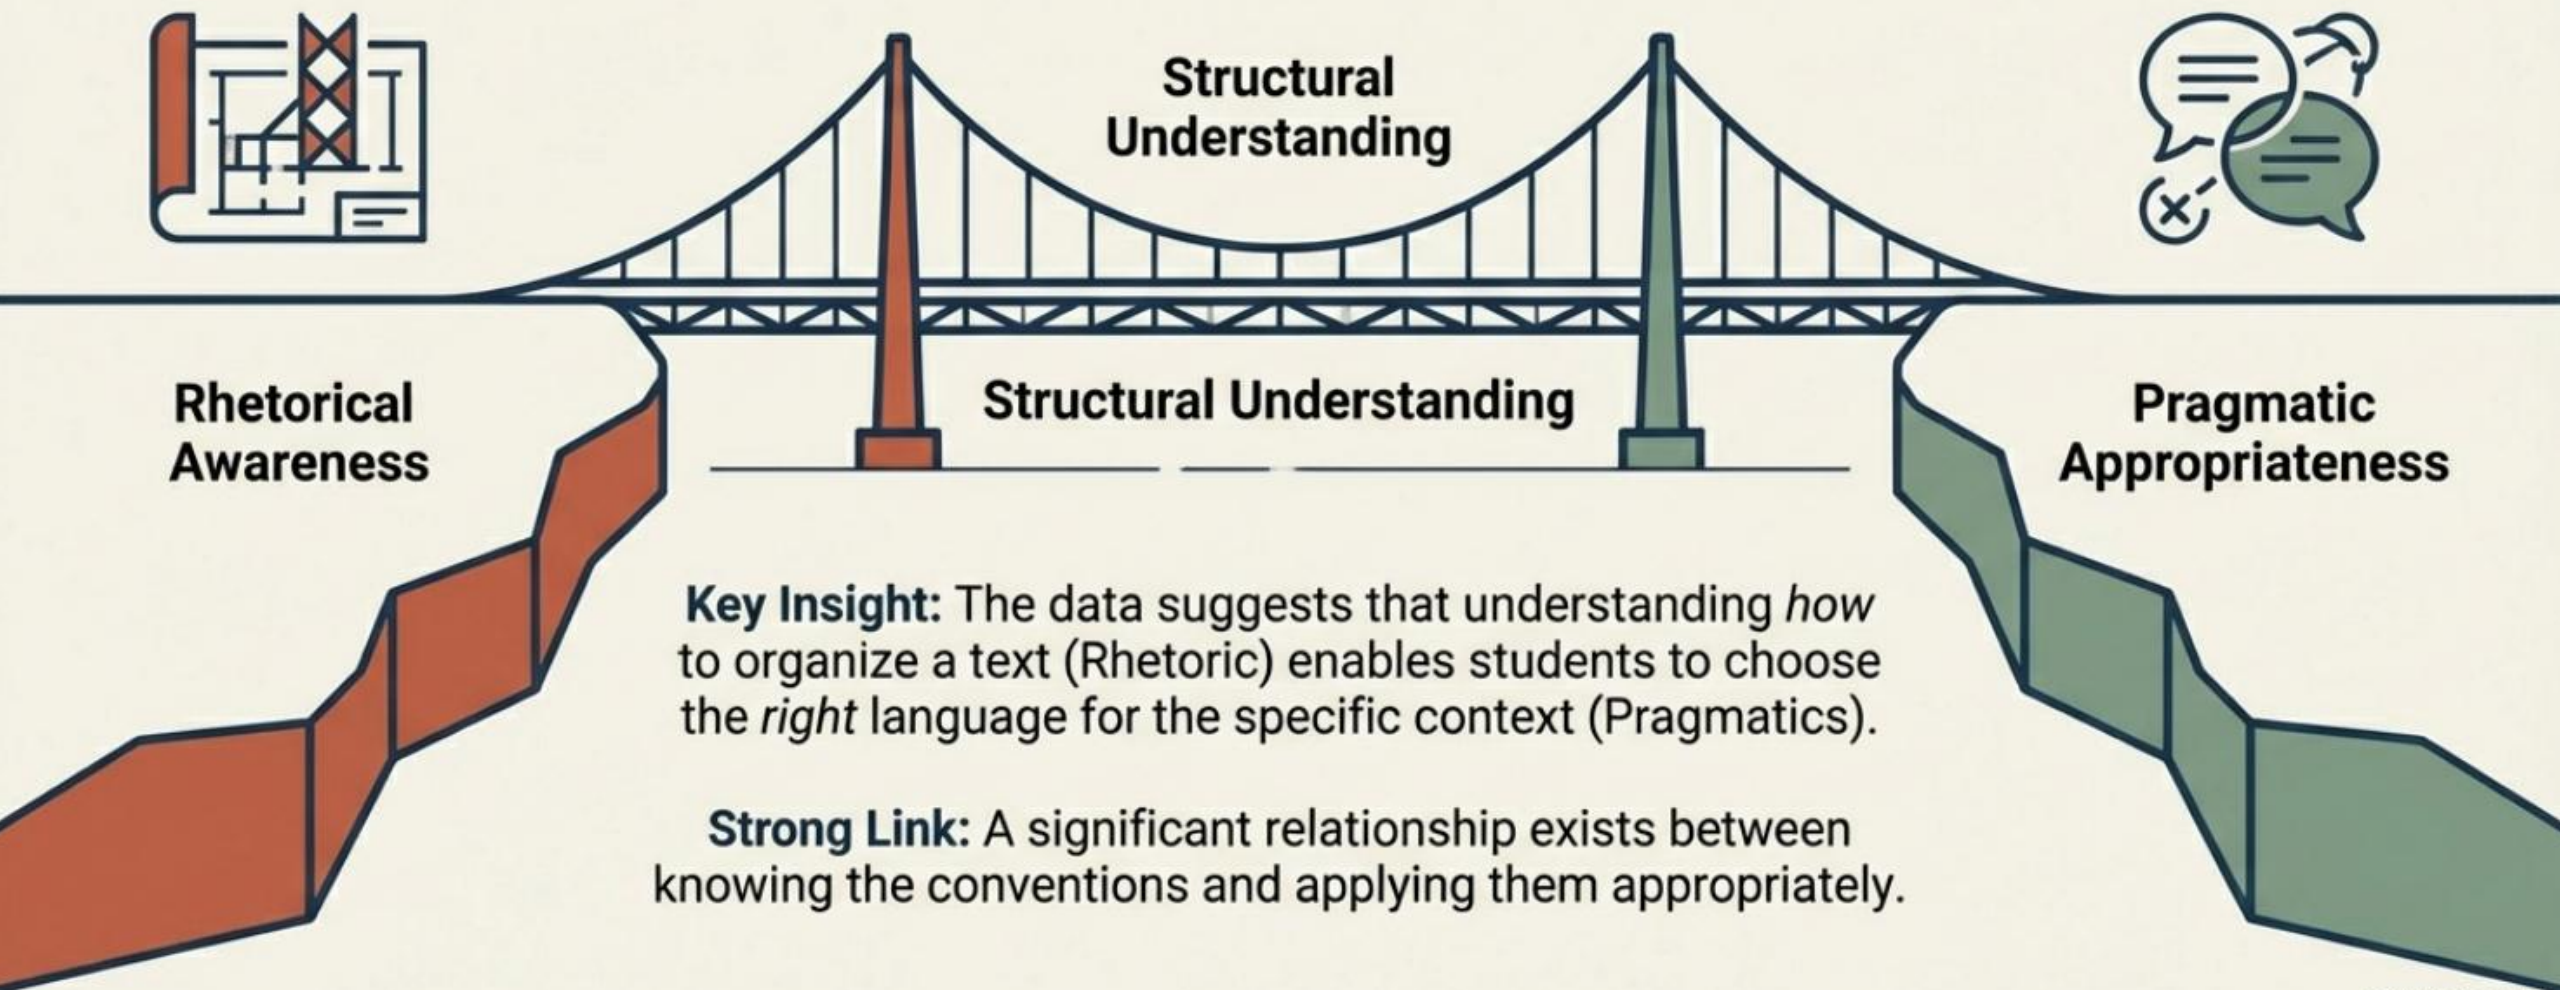 Structural
Understanding
Rhetorical
Awareness
Structural Understanding
Pragmatic
Appropriateness
Key Insight: The data suggests that understanding how
to organize a text (Rhetoric) enables students to choose
the right language for the specific context (Pragmatics).
Strong Link: A significant relationship exists between
knowing the conventions and applying them appropriately.